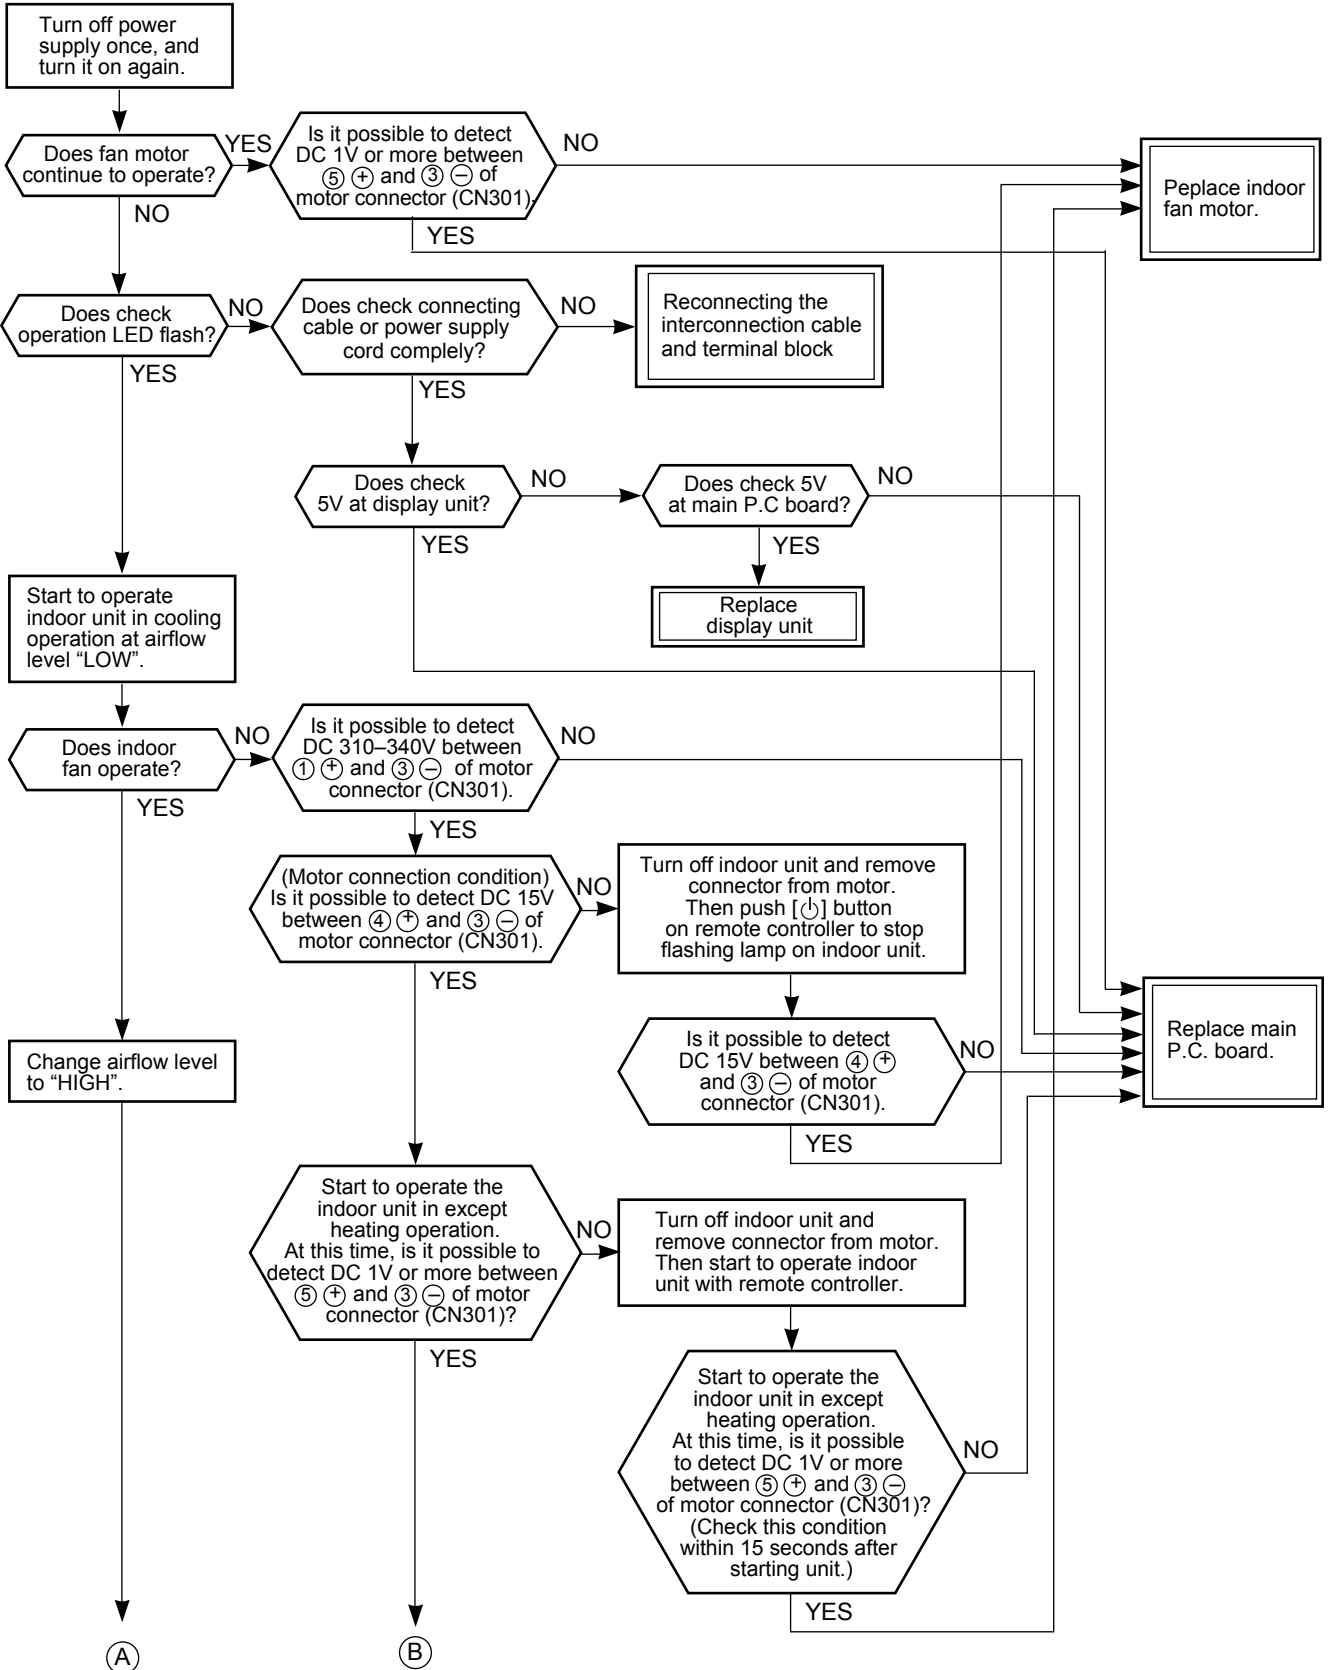 Turn off power
supply once, and
turn it on again.
Does fan motor
continue to operate?
YES
NO
Is it possible to detect
DC 1V or more between
⑤ ⊕ and ③ ⊖ of
motor connector (CN301).
NO
YES
Peplace indoor
fan motor.
Does check
operation LED flash?
NO
YES
Does check connecting
cable or power supply
cord complely?
NO
YES
Reconnecting the
interconnection cable
and terminal block
Does check
5V at display unit?
NO
YES
Does check 5V
at main P.C board?
NO
YES
Replace
display unit
Start to operate
indoor unit in cooling
operation at airflow
level “LOW”.
Does indoor
fan operate?
NO
YES
Is it possible to detect
DC 310–340V between
① ⊕ and ③ ⊖ of motor
connector (CN301).
NO
YES
(Motor connection condition)
Is it possible to detect DC 15V
between ④ ⊕ and ③ ⊖ of
motor connector (CN301).
NO
YES
Turn off indoor unit and remove
connector from motor.
Then push [⏻] button
on remote controller to stop
flashing lamp on indoor unit.
Is it possible to detect
DC 15V between ④ ⊕
and ③ ⊖ of motor
connector (CN301).
NO
YES
Replace main
P.C. board.
Change airflow level
to “HIGH”.
Start to operate the
indoor unit in except
heating operation.
At this time, is it possible to
detect DC 1V or more between
⑤ ⊕ and ③ ⊖ of motor
connector (CN301)?
NO
YES
Turn off indoor unit and
remove connector from motor.
Then start to operate indoor
unit with remote controller.
Start to operate the
indoor unit in except
heating operation.
At this time, is it possible
to detect DC 1V or more
between ⑤ ⊕ and ③ ⊖
of motor connector (CN301)?
(Check this condition
within 15 seconds after
starting unit.)
NO
YES
Ⓐ
Ⓑ